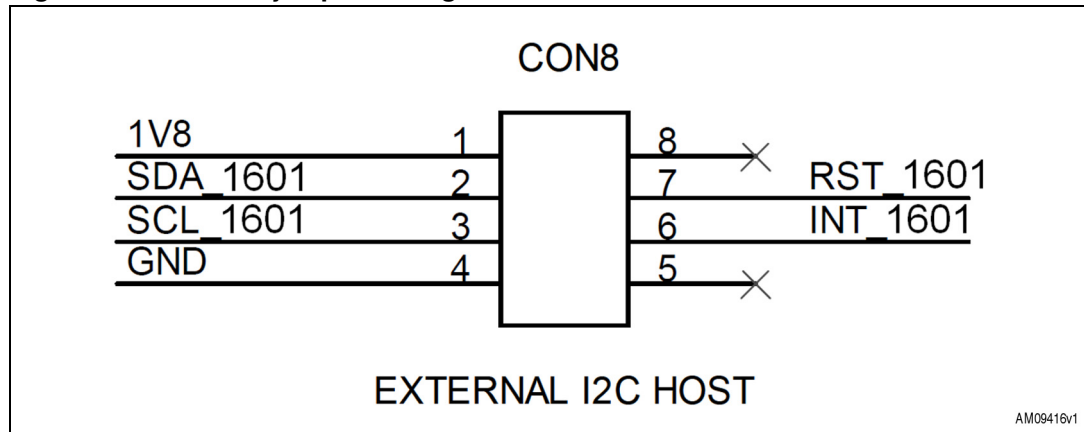 CON8
1V8 1 8
SDA_1601 2 7 RST_1601
SCL_1601 3 6 INT_1601
GND 4 5
EXTERNAL I2C HOST
AM09416v1